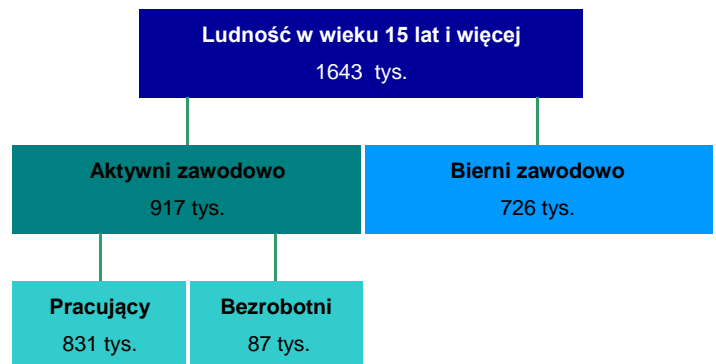 Ludność w wieku 15 lat i więcej
1643 tys.
Aktywni zawodowo
917 tys.
Bierni zawodowo
726 tys.
Pracujący
831 tys.
Bezrobotni
87 tys.